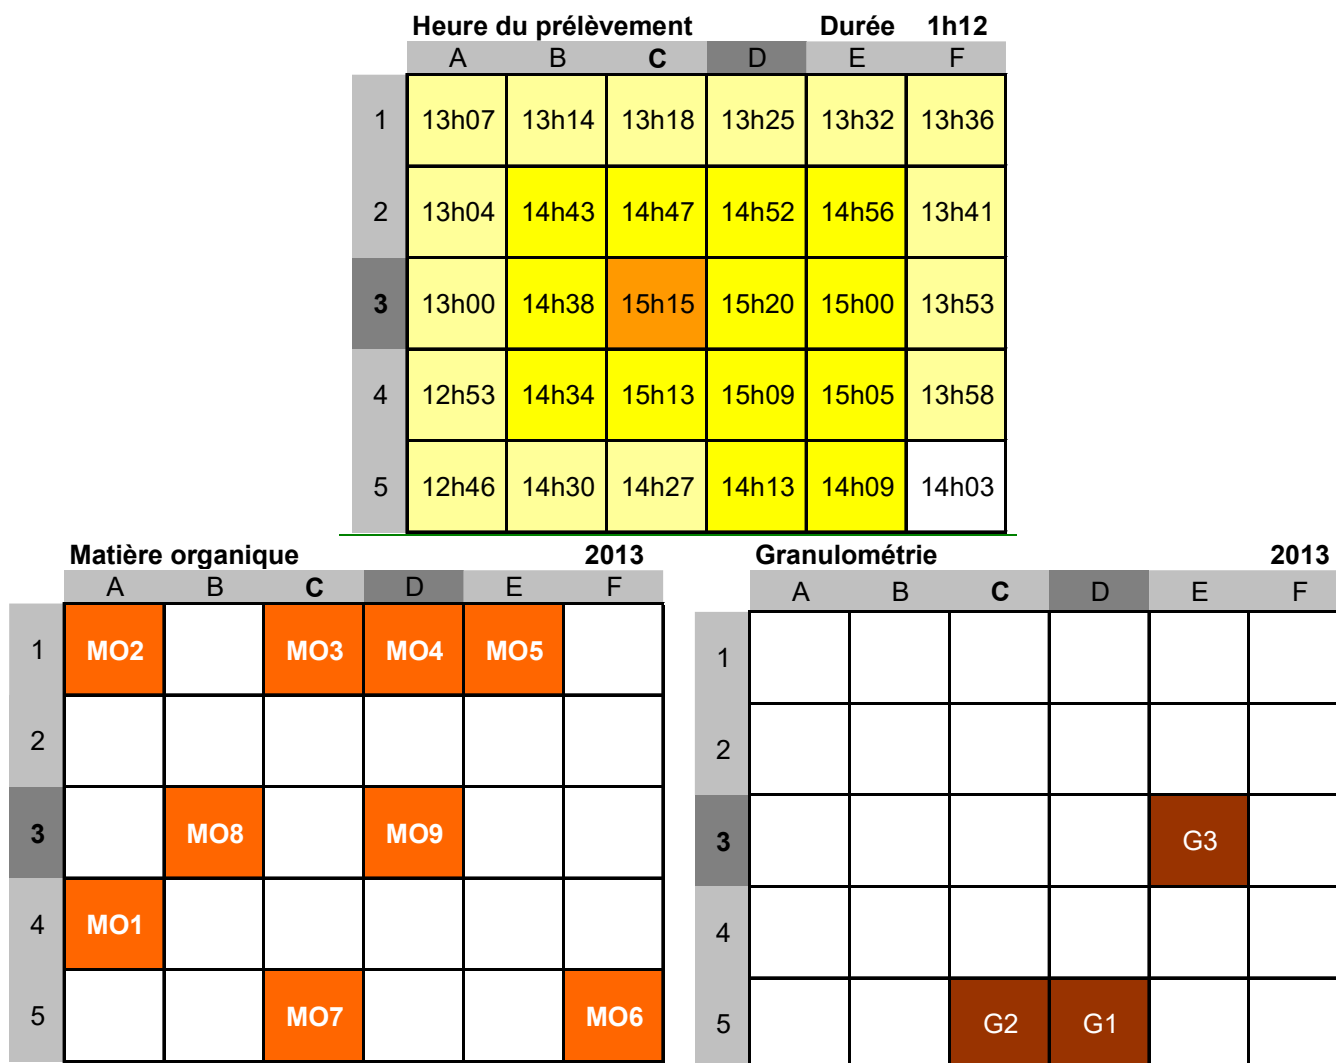 Heure du prélèvement Durée 1h12
A B C D E F
1 13h07 13h14 13h18 13h25 13h32 13h36
2 13h04 14h43 14h47 14h52 14h56 13h41
3 13h00 14h38 15h15 15h20 15h00 13h53
4 12h53 14h34 15h13 15h09 15h05 13h58
5 12h46 14h30 14h27 14h13 14h09 14h03
Matière organique 2013
A B C D E F
1 MO2 MO3 MO4 MO5
2
3 MO8 MO9
4 MO1
5 MO7 MO6
Granulométrie 2013
A B C D E F
1
2
3 G3
4
5 G2 G1